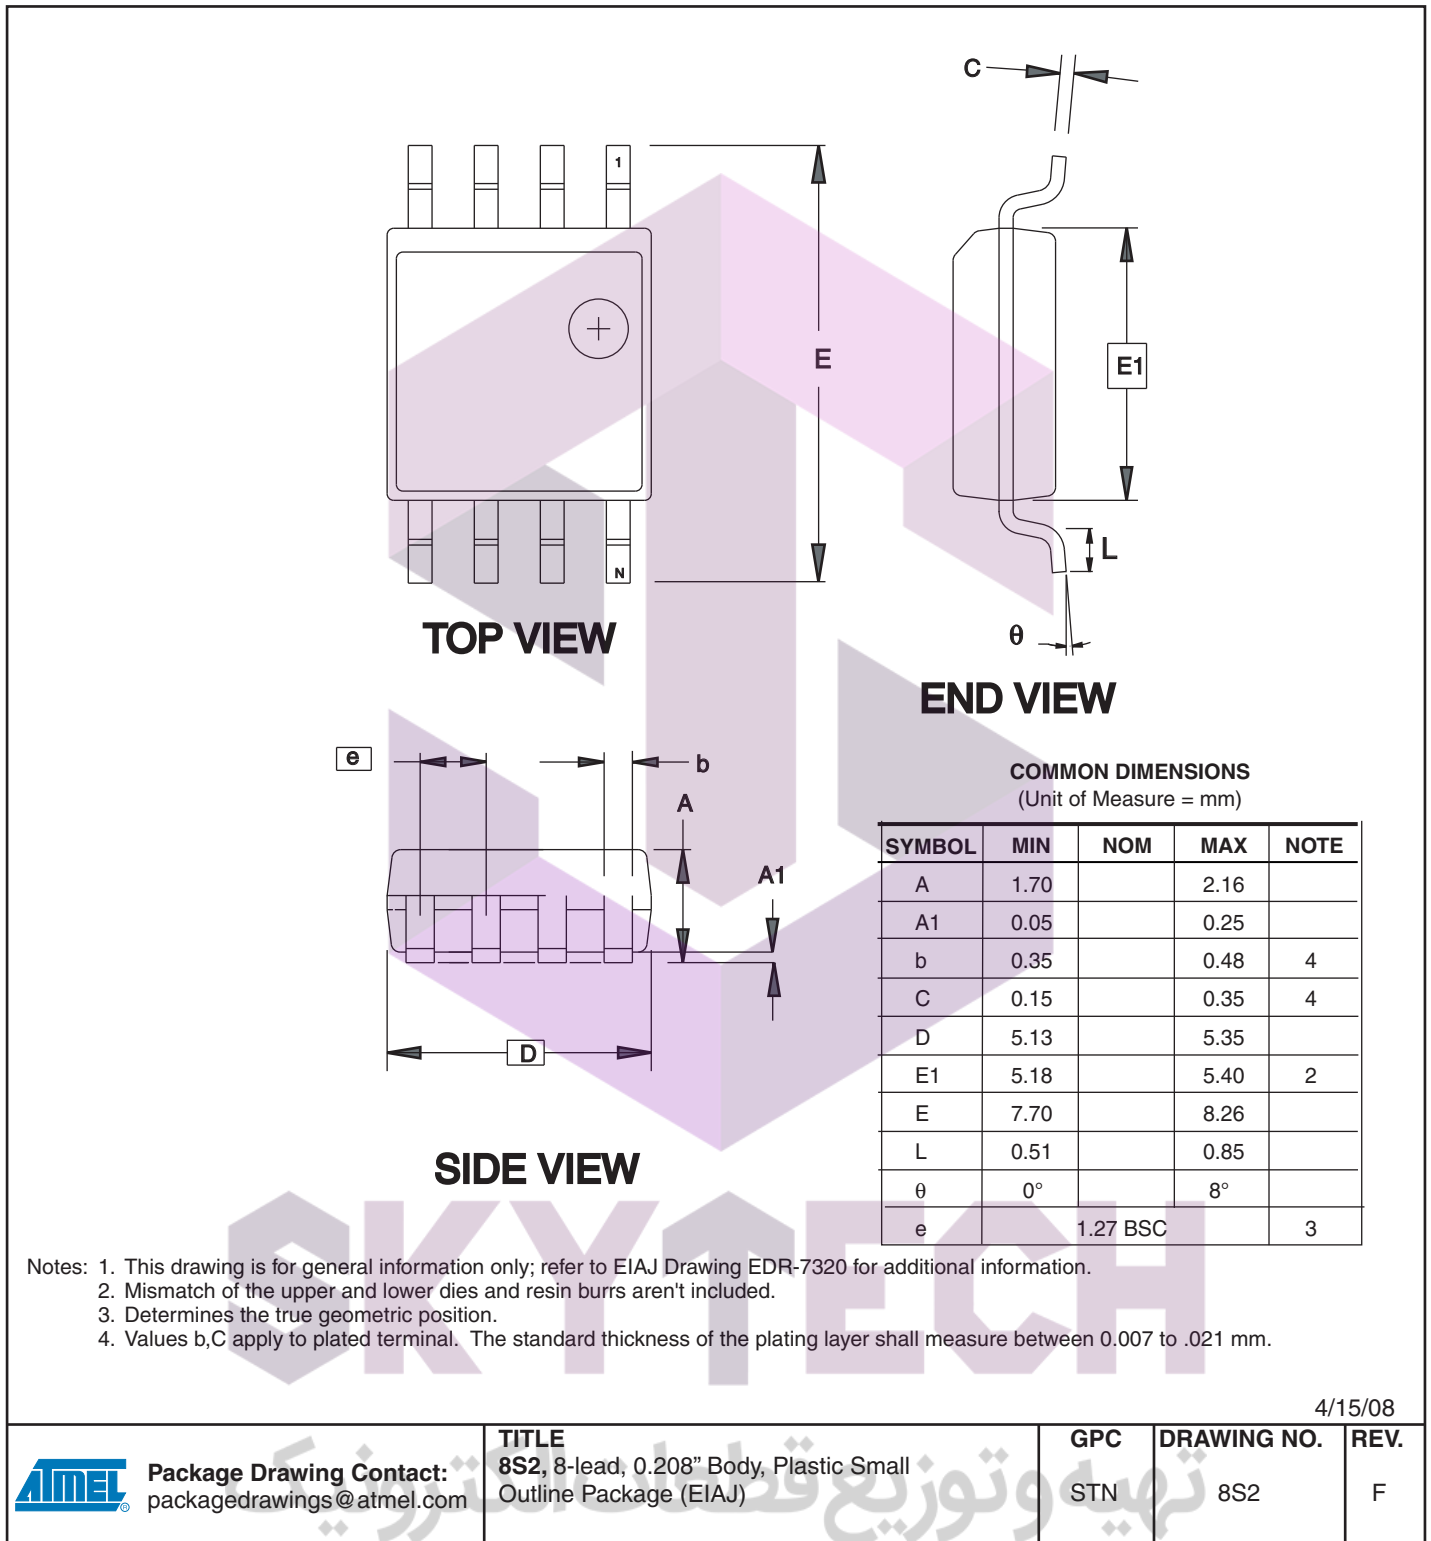 C
1
E
E1
N
L
TOP VIEW
θ
END VIEW
e
b
A
A1
D
SIDE VIEW
COMMON DIMENSIONS
(Unit of Measure = mm)
SYMBOL MIN NOM MAX NOTE
A 1.70 2.16
A1 0.05 0.25
b 0.35 0.48 4
C 0.15 0.35 4
D 5.13 5.35
E1 5.18 5.40 2
E 7.70 8.26
L 0.51 0.85
θ 0° 8°
e 1.27 BSC 3
SKYTECH
Notes: 1. This drawing is for general information only; refer to EIAJ Drawing EDR-7320 for additional information.
2. Mismatch of the upper and lower dies and resin burrs aren't included.
3. Determines the true geometric position.
4. Values b,C apply to plated terminal. The standard thickness of the plating layer shall measure between 0.007 to .021 mm.
4/15/08
ATMEL ®
Package Drawing Contact:
packagedrawings@atmel.com
TITLE
8S2, 8-lead, 0.208” Body, Plastic Small
Outline Package (EIAJ)
GPC
STN
DRAWING NO.
8S2
REV.
F
تهیه و توزیع قطعات الکترونیک